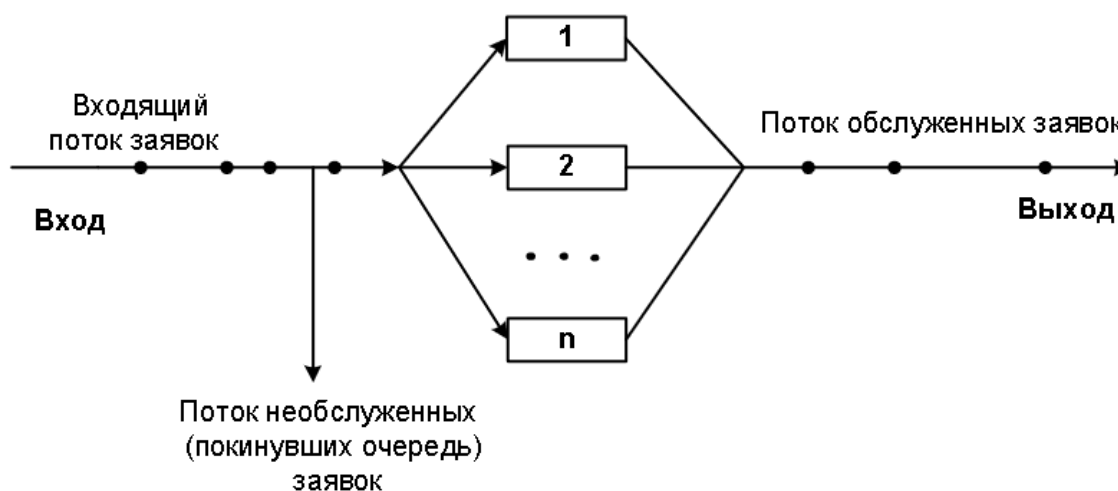 1
Входящий
поток заявок
Поток обслуженных заявок
2
Вход
Выход
. . .
n
Поток необслуженных
(покинувших очередь)
заявок